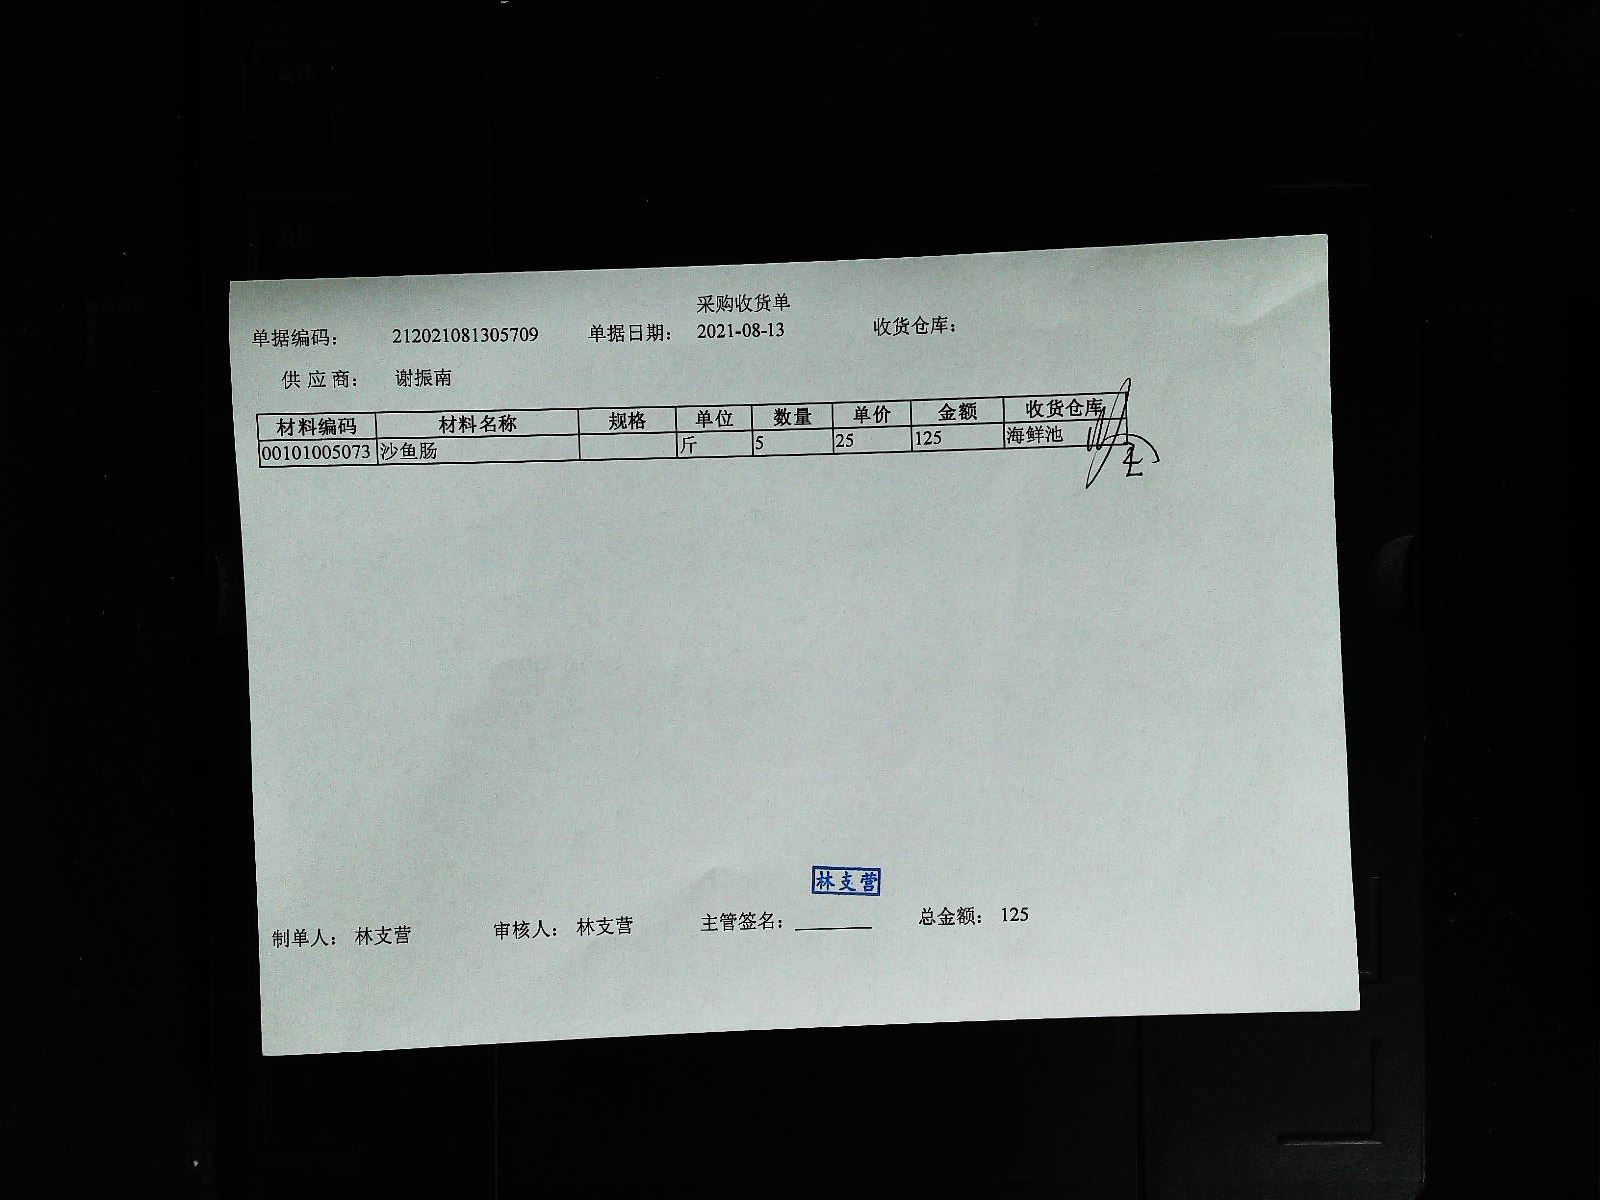 采购收货单
单据编码： 212021081305709 单据日期： 2021-08-13 收货仓库：
供 应 商： 谢振南
材料编码 材料名称 规格 单位 数量 单价 金额 收货仓库
00101005073 沙鱼肠 斤 5 25 125 海鲜池
林支营
制单人： 林支营 审核人： 林支营 主管签名： ________ 总金额： 125